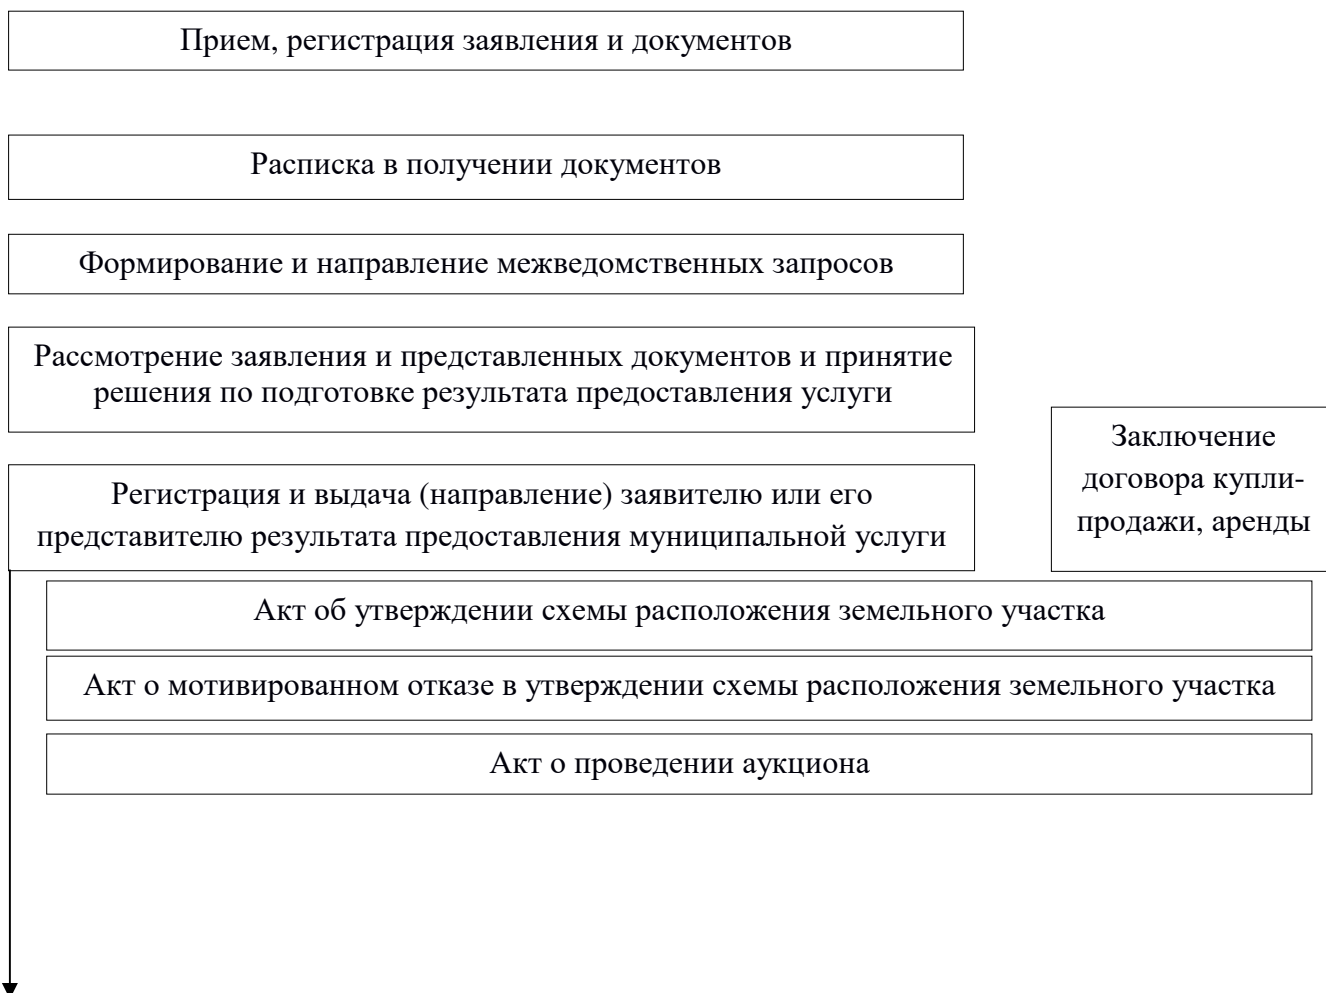 Прием, регистрация заявления и документов
Расписка в получении документов
Формирование и направление межведомственных запросов
Рассмотрение заявления и представленных документов и принятие
решения по подготовке результата предоставления услуги
Заключение
договора купли-
продажи, аренды
Регистрация и выдача (направление) заявителю или его
представителю результата предоставления муниципальной услуги
Акт об утверждении схемы расположения земельного участка
Акт о мотивированном отказе в утверждении схемы расположения земельного участка
Акт о проведении аукциона